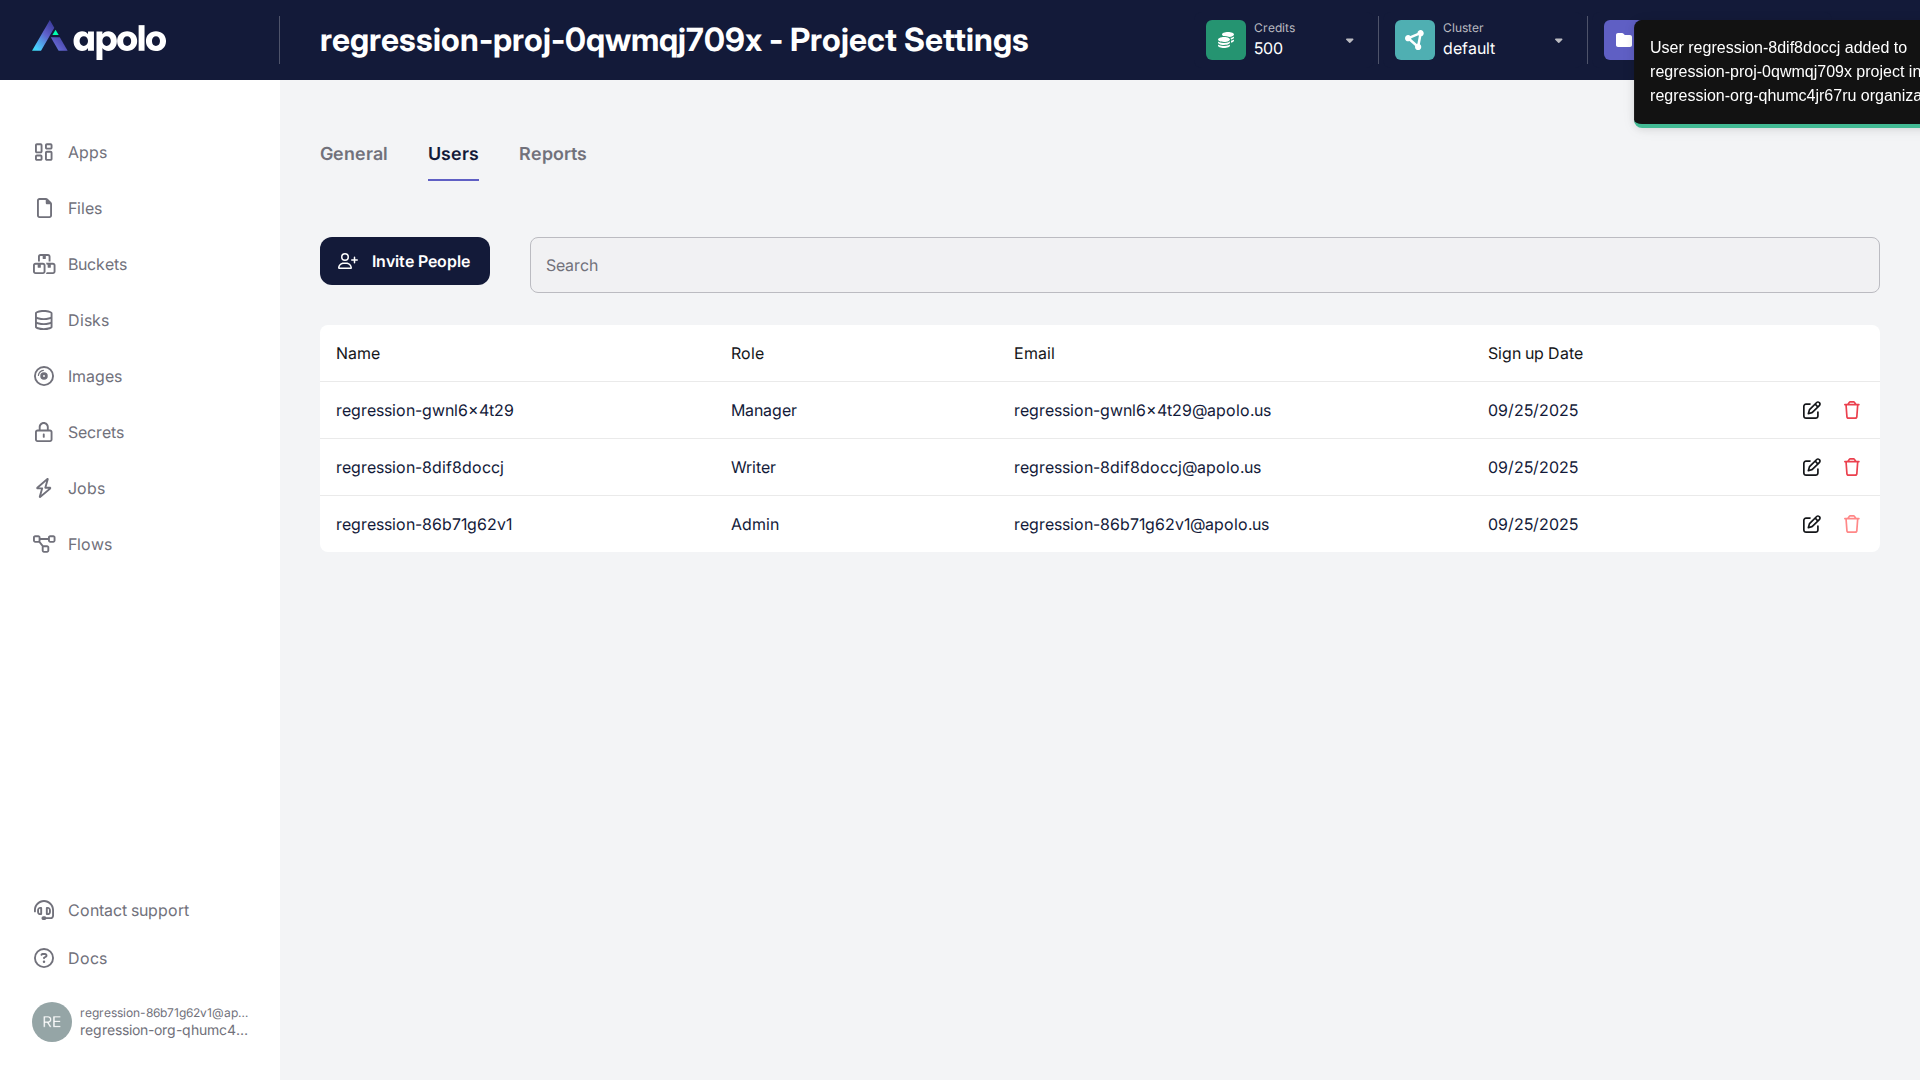 apolo
regression-proj-0qwmqj709x - Project Settings
Credits
500
Cluster
default
User regression-8dif8doccj added to
regression-proj-0qwmqj709x project in
regression-org-qhumc4jr67ru
Apps
Files
Buckets
Disks
Images
Secrets
Jobs
Flows
General Users Reports
Invite People
Search
Name Role Email Sign up Date
regression-gwnl6x4t29 Manager regression-gwnl6x4t29@apolo.us 09/25/2025
regression-8dif8doccj Writer regression-8dif8doccj@apolo.us 09/25/2025
regression-86b71g62v1 Admin regression-86b71g62v1@apolo.us 09/25/2025
Contact support
Docs
RE
regression-86b71g62v1@ap...
regression-org-qhumc4...